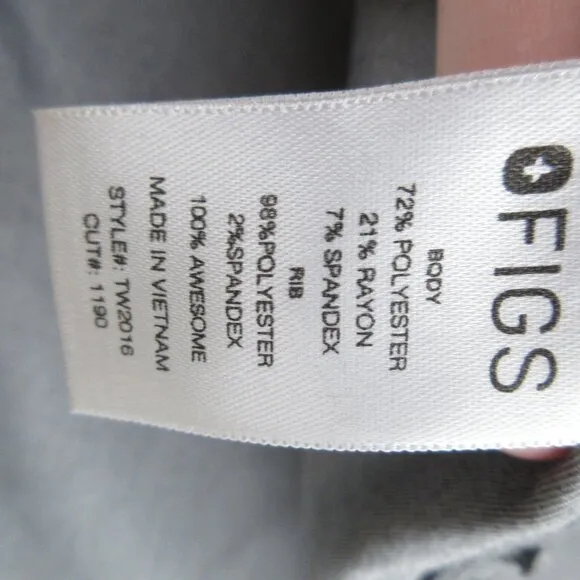 FIGS
BODY
72% POLYESTER
21% RAYON
7% SPANDEX
RIB
98%POLYESTER
2%SPANDEX
100% AWESOME
MADE IN VIETNAM
STYLE#: TW2016
CUT#: 1190